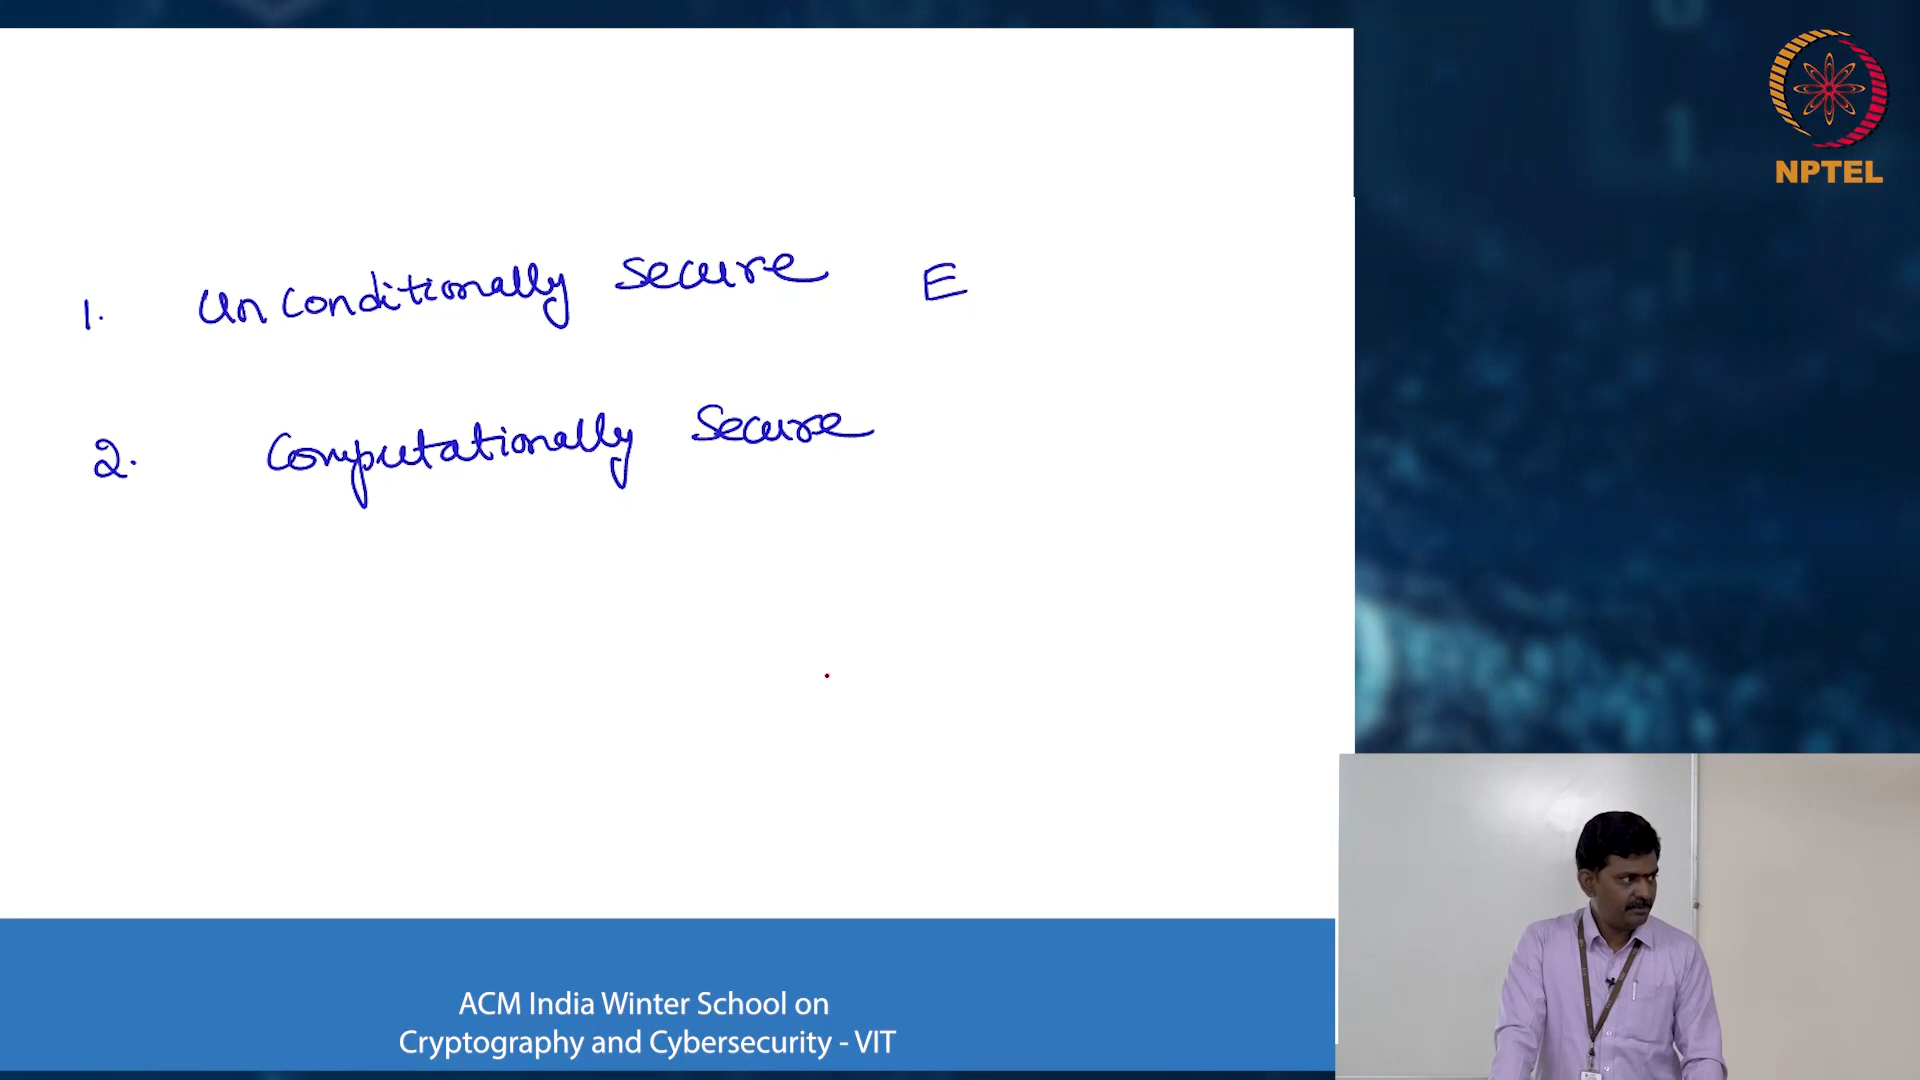 NPTEL
1. Unconditionally Secure E
2. Computationally Secure
ACM India Winter School on
Cryptography and Cybersecurity - VIT